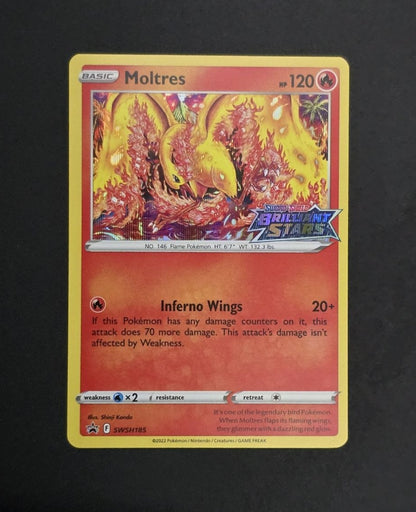 BASIC Moltres HP 120
BRILLIANT
STARS
NO. 146 Flame Pokémon HT: 6'7" WT: 132.3 lbs.
Inferno Wings 20+
If this Pokémon has any damage counters on it, this
attack does 70 more damage. This attack's damage isn't
affected by Weakness.
weakness ×2 resistance retreat
Illus. Shinji Kanda
It's one of the legendary bird Pokémon.
When Moltres flaps its flaming wings,
they glimmer with a dazzling red glow.
SWSH185
©2022 Pokémon / Nintendo / Creatures / GAME FREAK